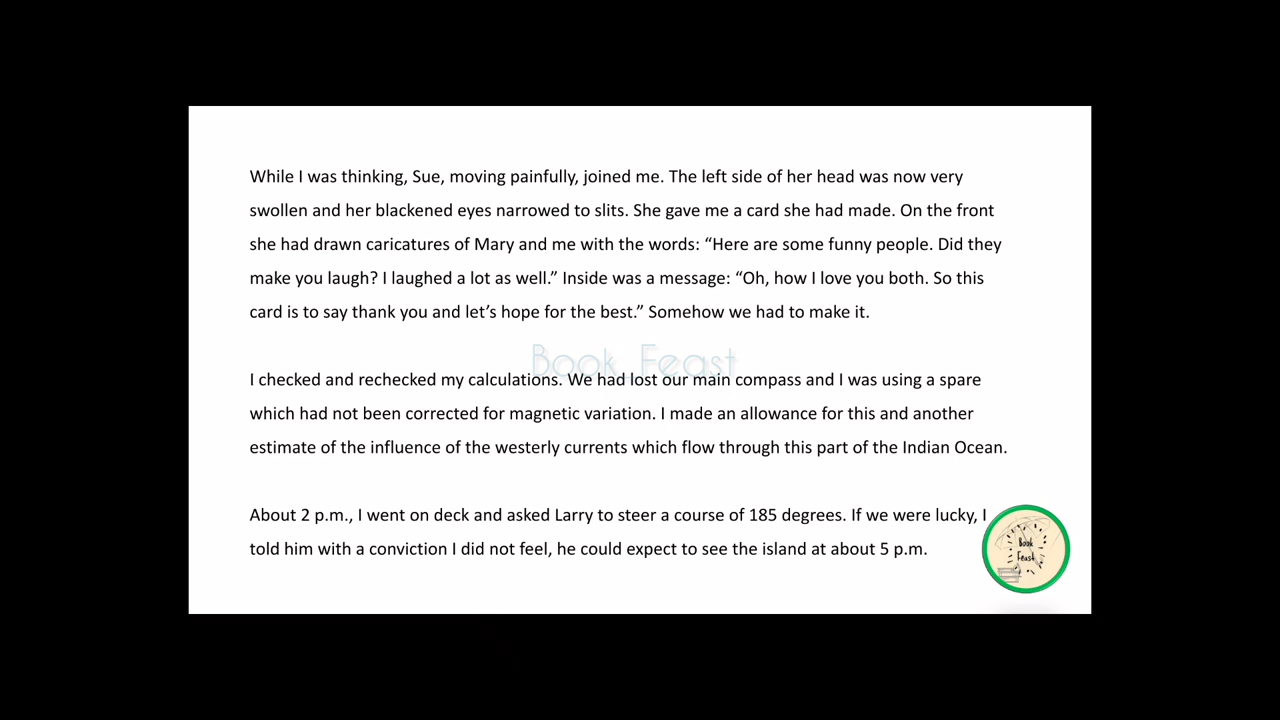 While I was thinking, Sue, moving painfully, joined me. The left side of her head was now very
swollen and her blackened eyes narrowed to slits. She gave me a card she had made. On the front
she had drawn caricatures of Mary and me with the words: “Here are some funny people. Did they
make you laugh? I laughed a lot as well.” Inside was a message: “Oh, how I love you both. So this
card is to say thank you and let’s hope for the best.” Somehow we had to make it.
Book Feast
I checked and rechecked my calculations. We had lost our main compass and I was using a spare
which had not been corrected for magnetic variation. I made an allowance for this and another
estimate of the influence of the westerly currents which flow through this part of the Indian Ocean.
About 2 p.m., I went on deck and asked Larry to steer a course of 185 degrees. If we were lucky, I
told him with a conviction I did not feel, he could expect to see the island at about 5 p.m.
Book
Feast